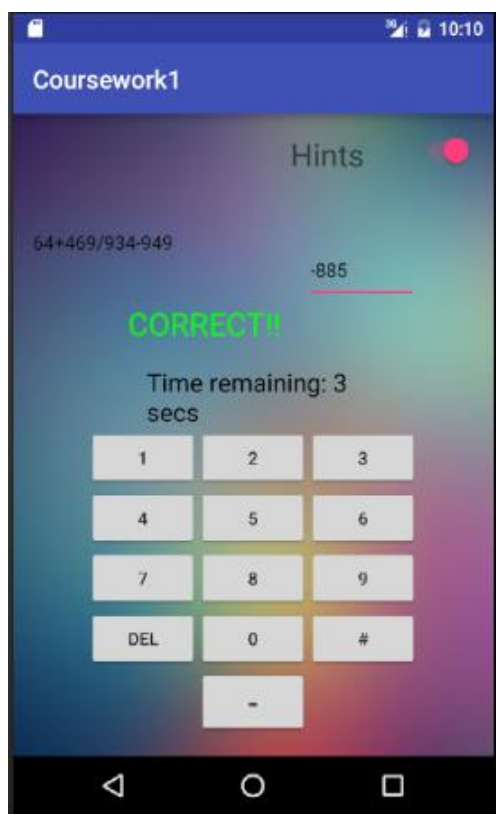 3G 10:10
Coursework1
Hints
64+469/934-949
-885
CORRECT!!
Time remaining: 3
secs
1 2 3
4 5 6
7 8 9
DEL 0 #
-